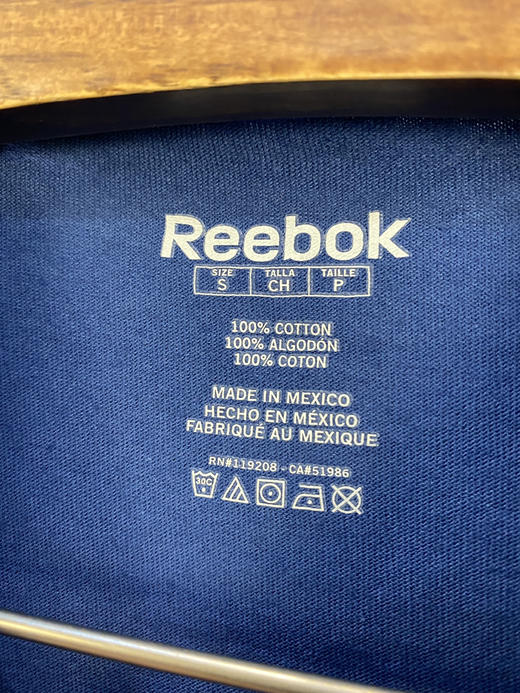 Reebok
SIZE TALLA TAILLE
S CH P
100% COTTON
100% ALGODÓN
100% COTON
MADE IN MEXICO
HECHO EN MÉXICO
FABRIQUÉ AU MEXIQUE
RN#119208 - CA#51986
30C